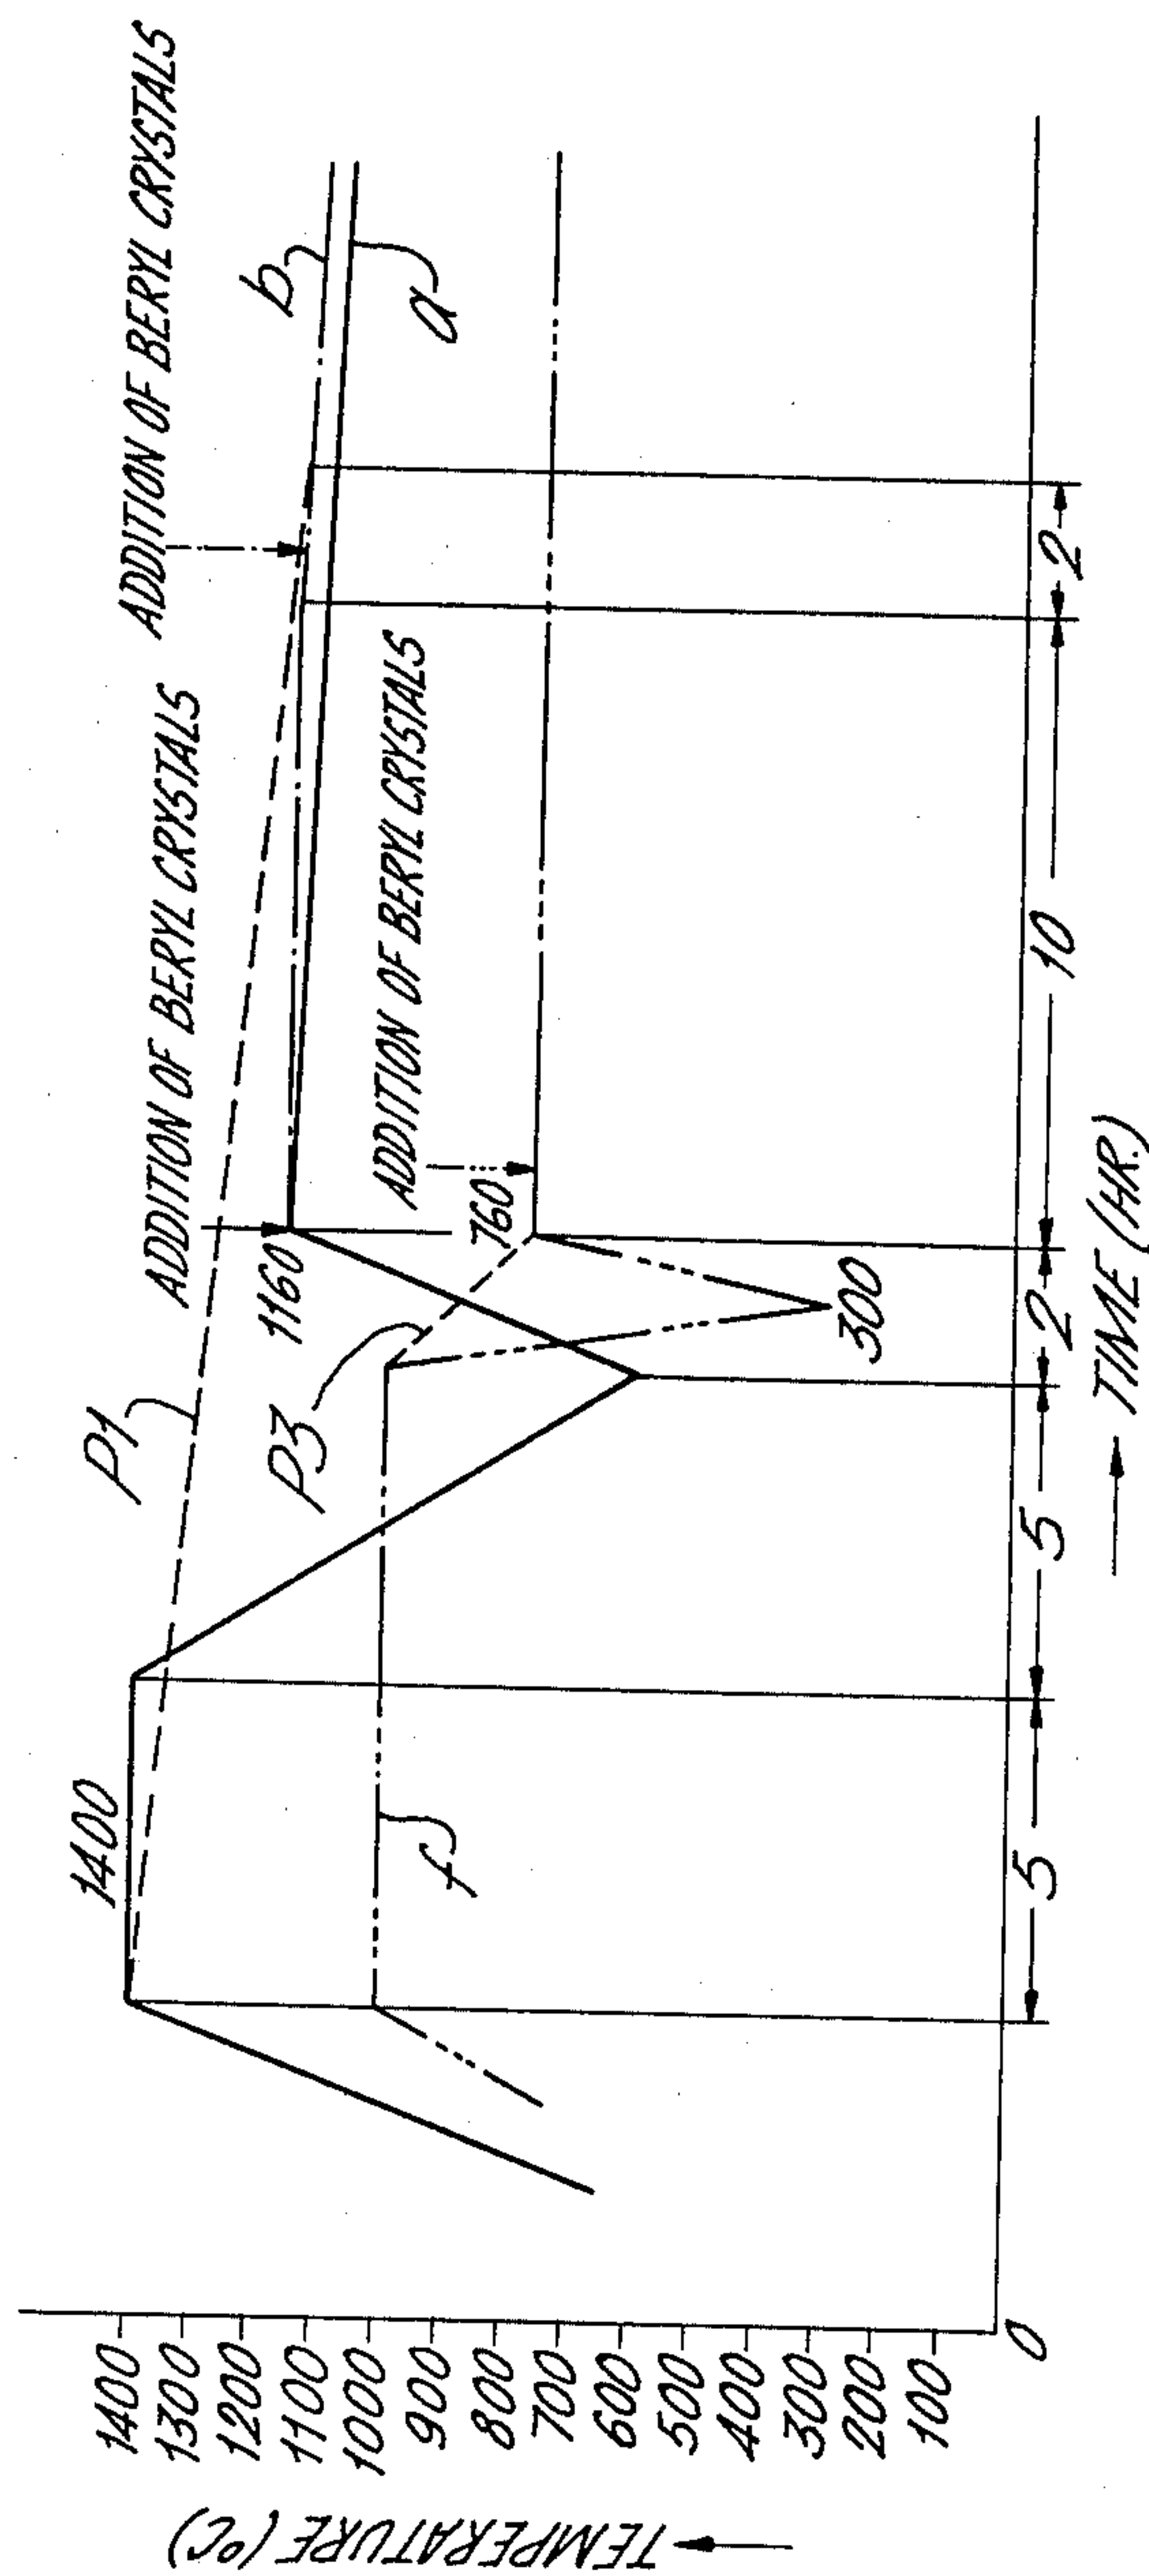 TEMPERATURE (°C)
1400
1300
1200
1100
1000
900
800
700
600
500
400
300
200
100
0
1400
P1
ADDITION OF BERYL CRYSTALS
ADDITION OF BERYL CRYSTALS
1160
P3
760
ADDITION OF BERYL CRYSTALS
b
a
f
300
5
5
2
10
2
TIME (HR.)